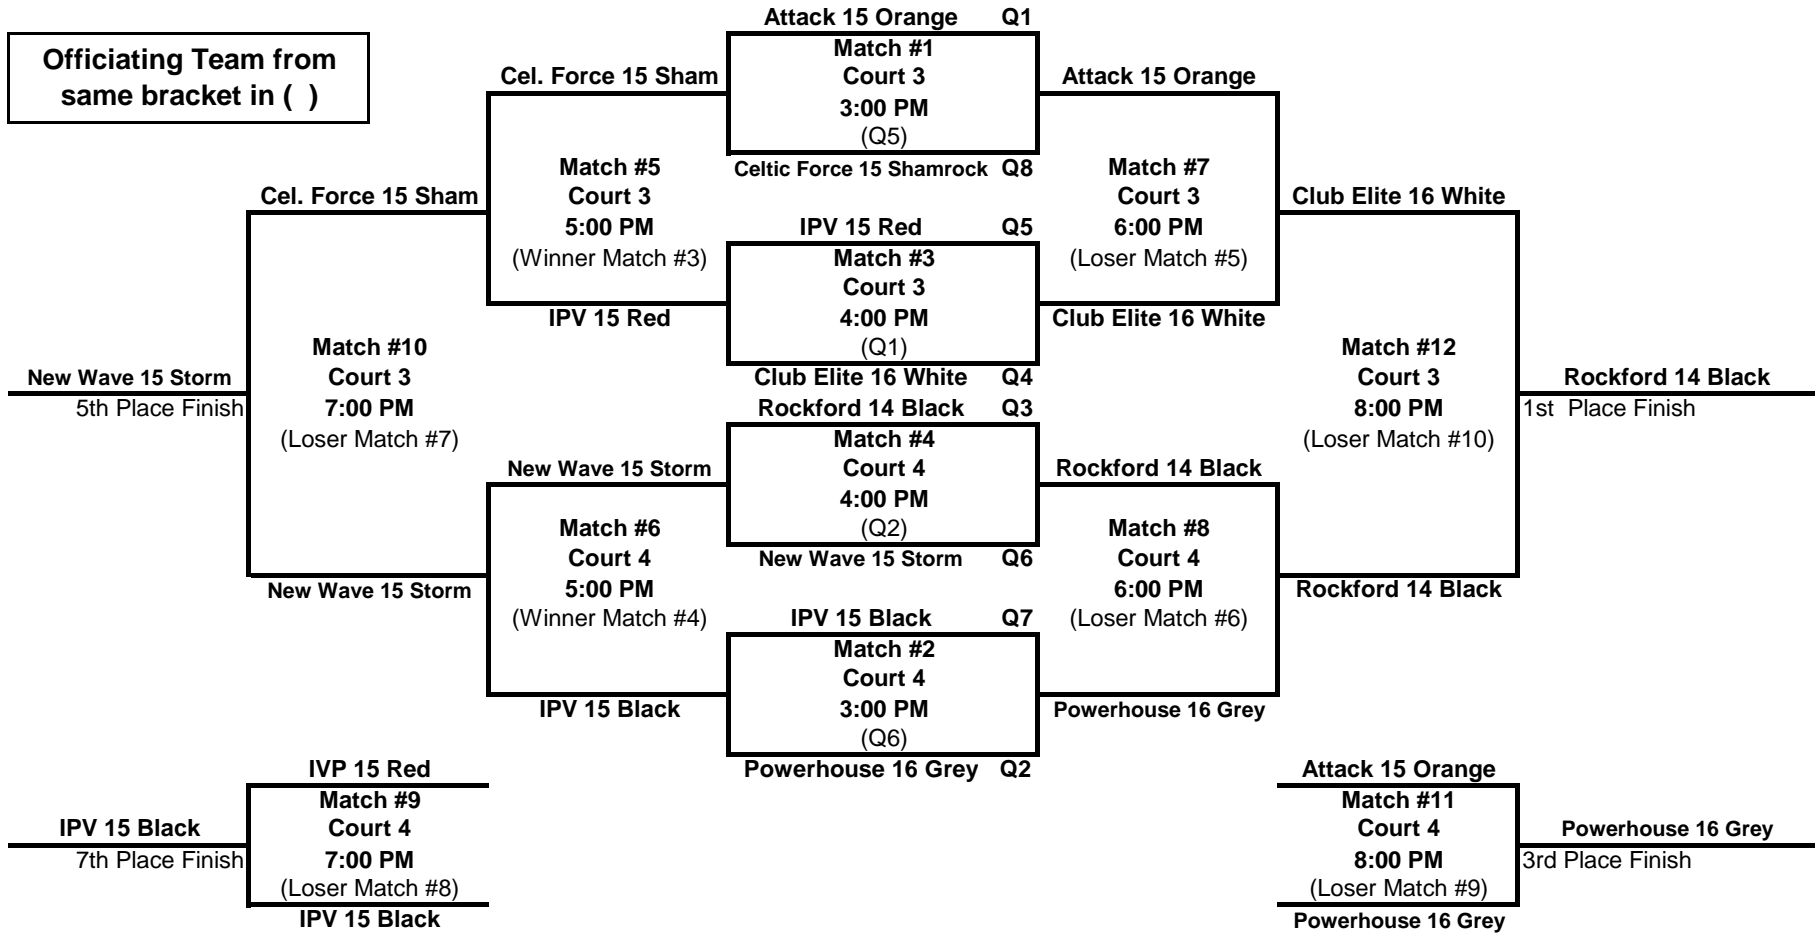 Officiating Team from
same bracket in (  )
Attack 15 Orange Q1
Match #1
Court 3
3:00 PM
(Q5)
Celtic Force 15 Shamrock Q8
Cel. Force 15 Sham
Match #5
Court 3
5:00 PM
(Winner Match #3)
IPV 15 Red
Attack 15 Orange
Match #7
Court 3
6:00 PM
(Loser Match #5)
Club Elite 16 White
IPV 15 Red Q5
Match #3
Court 3
4:00 PM
(Q1)
Club Elite 16 White Q4
Cel. Force 15 Sham
Match #10
Court 3
7:00 PM
(Loser Match #7)
New Wave 15 Storm
New Wave 15 Storm
5th Place Finish
Club Elite 16 White
Match #12
Court 3
8:00 PM
(Loser Match #10)
Rockford 14 Black
Rockford 14 Black
1st  Place Finish
Rockford 14 Black Q3
Match #4
Court 4
4:00 PM
(Q2)
New Wave 15 Storm Q6
New Wave 15 Storm
Match #6
Court 4
5:00 PM
(Winner Match #4)
IPV 15 Black
Rockford 14 Black
Match #8
Court 4
6:00 PM
(Loser Match #6)
Powerhouse 16 Grey
IPV 15 Black Q7
Match #2
Court 4
3:00 PM
(Q6)
Powerhouse 16 Grey Q2
IVP 15 Red
Match #9
Court 4
7:00 PM
(Loser Match #8)
IPV 15 Black
IPV 15 Black
7th Place Finish
Attack 15 Orange
Match #11
Court 4
8:00 PM
(Loser Match #9)
Powerhouse 16 Grey
Powerhouse 16 Grey
3rd Place Finish